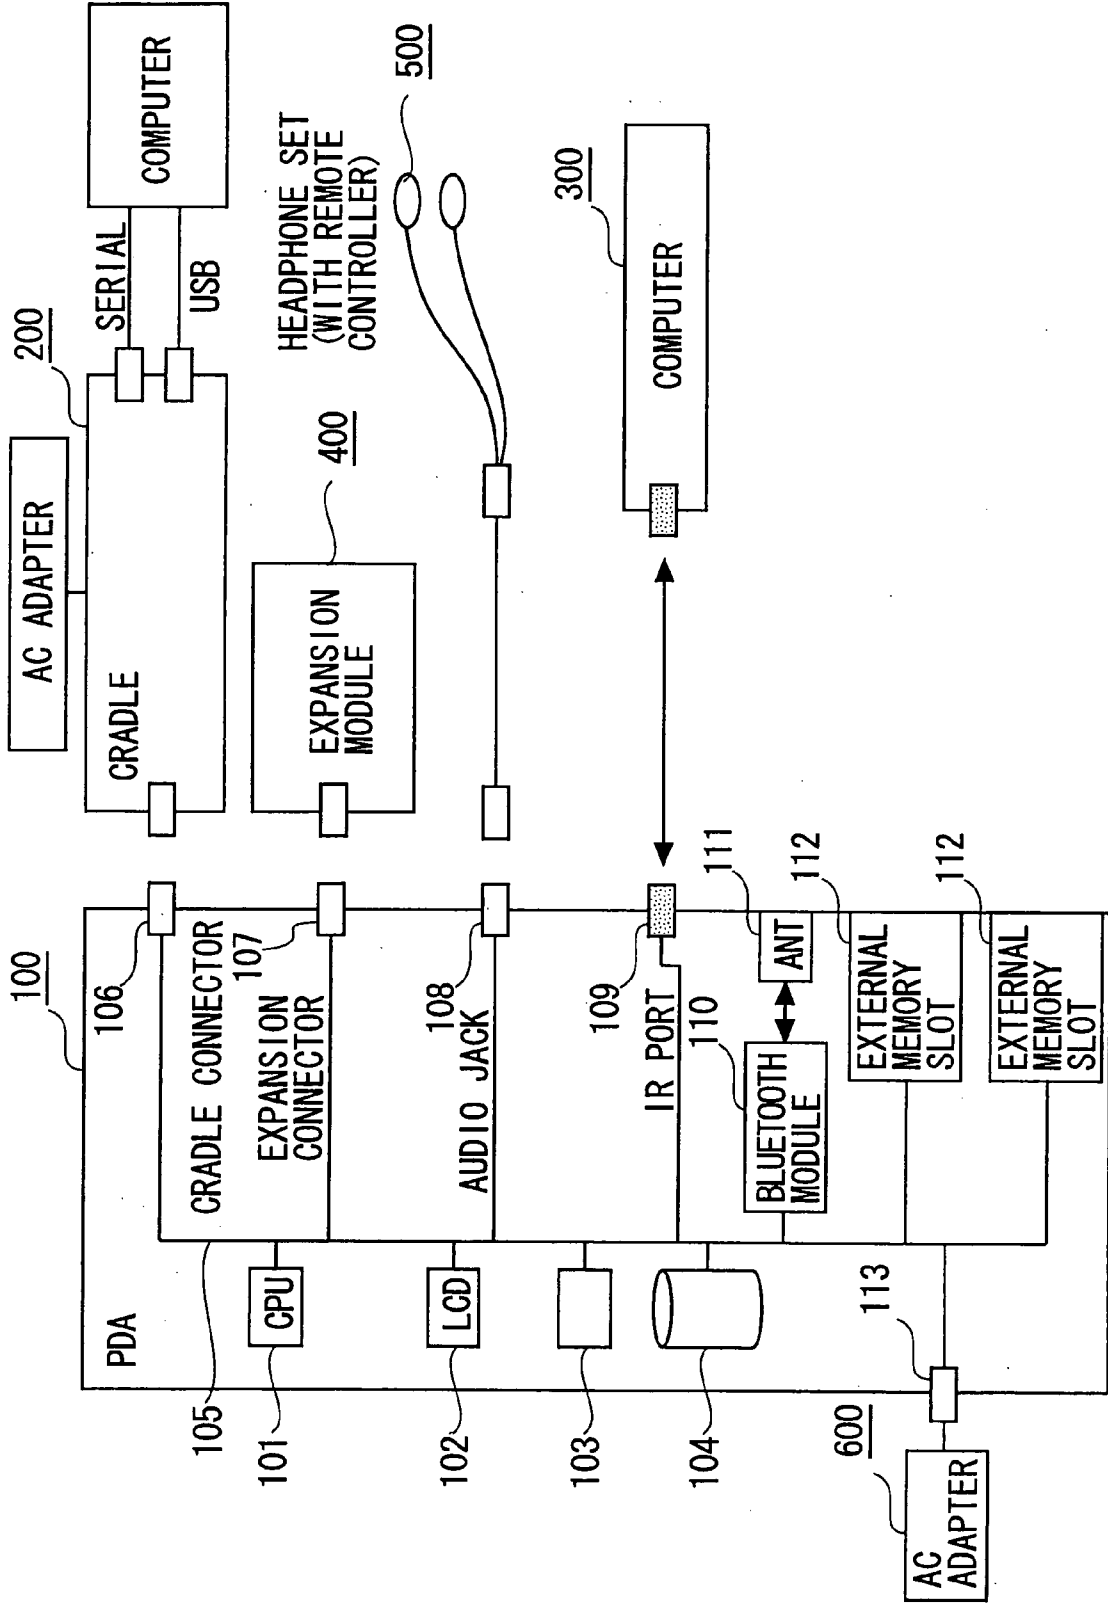 100
PDA
105
101
CPU
102
LCD
103
104
106
CRADLE CONNECTOR
107
EXPANSION
CONNECTOR
108
AUDIO JACK
109
IR PORT
110
BLUETOOTH
MODULE
111
ANT
112
EXTERNAL
MEMORY
SLOT
112
EXTERNAL
MEMORY
SLOT
113
600
AC
ADAPTER
AC ADAPTER
200
CRADLE
SERIAL
USB
COMPUTER
400
EXPANSION
MODULE
HEADPHONE SET
(WITH REMOTE
CONTROLLER)
500
300
COMPUTER